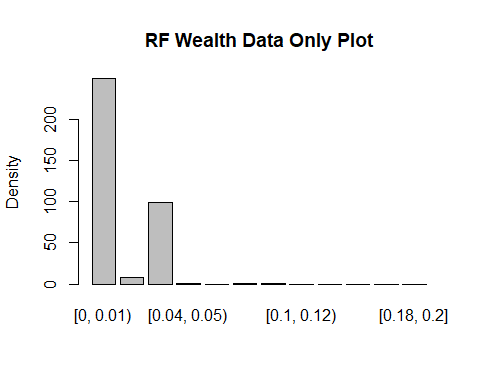 RF Wealth Data Only Plot
Density
200
150
100
50
0
[0, 0.01) [0.04, 0.05) [0.1, 0.12) [0.18, 0.2]